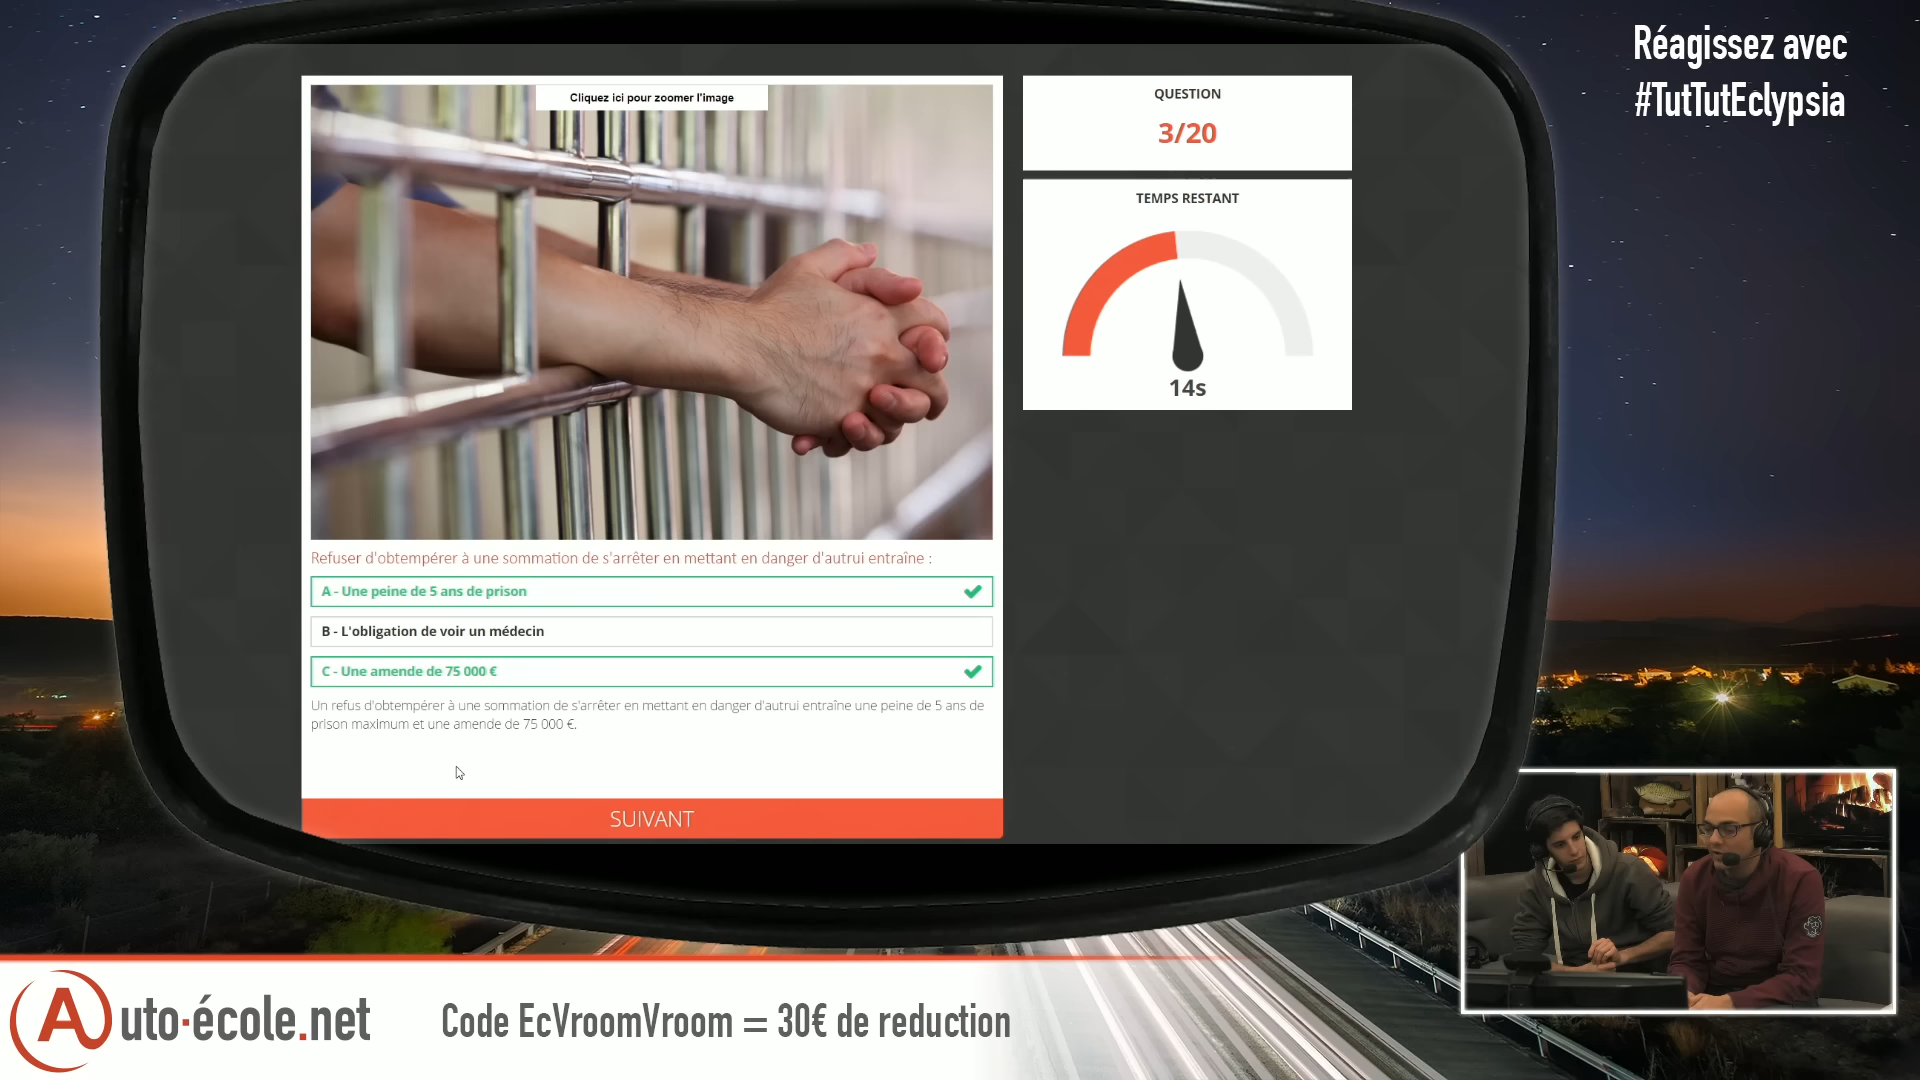 Réagissez avec
#TutTutEclypsia
Cliquez ici pour zoomer l'image
QUESTION
3/20
TEMPS RESTANT
14s
Refuser d'obtempérer à une sommation de s'arrêter en mettant en danger d'autrui entraîne :
A - Une peine de 5 ans de prison
B - L'obligation de voir un médecin
C - Une amende de 75 000 €
Un refus d'obtempérer à une sommation de s'arrêter en mettant en danger d'autrui entraîne une peine de 5 ans de
prison maximum et une amende de 75 000 €.
SUIVANT
Auto·école.net
Code EcVroomVroom = 30€ de reduction